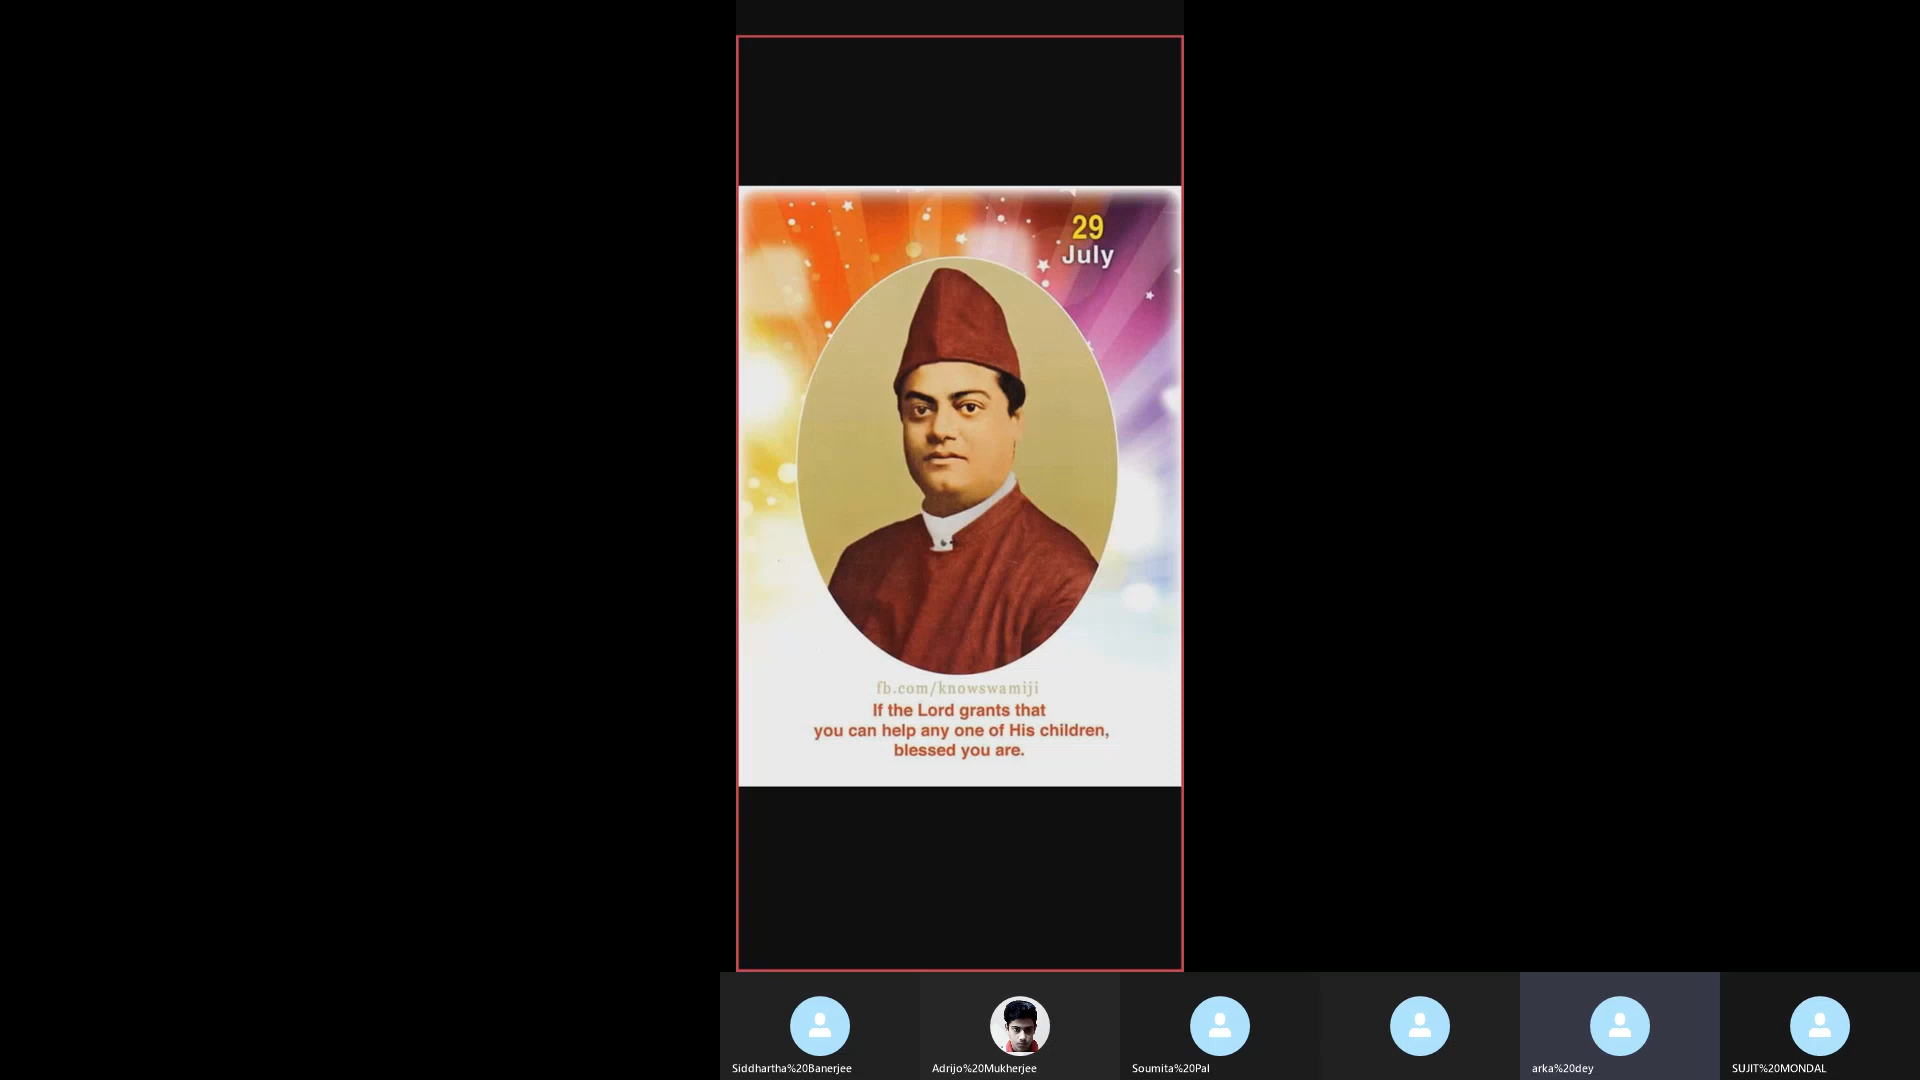 29
July
fb.com/knowswamiji
If the Lord grants that
you can help any one of His children,
blessed you are.
Siddhartha%20Banerjee
Adrijo%20Mukherjee
Soumita%20Pal
arka%20dey
SUJIT%20MONDAL